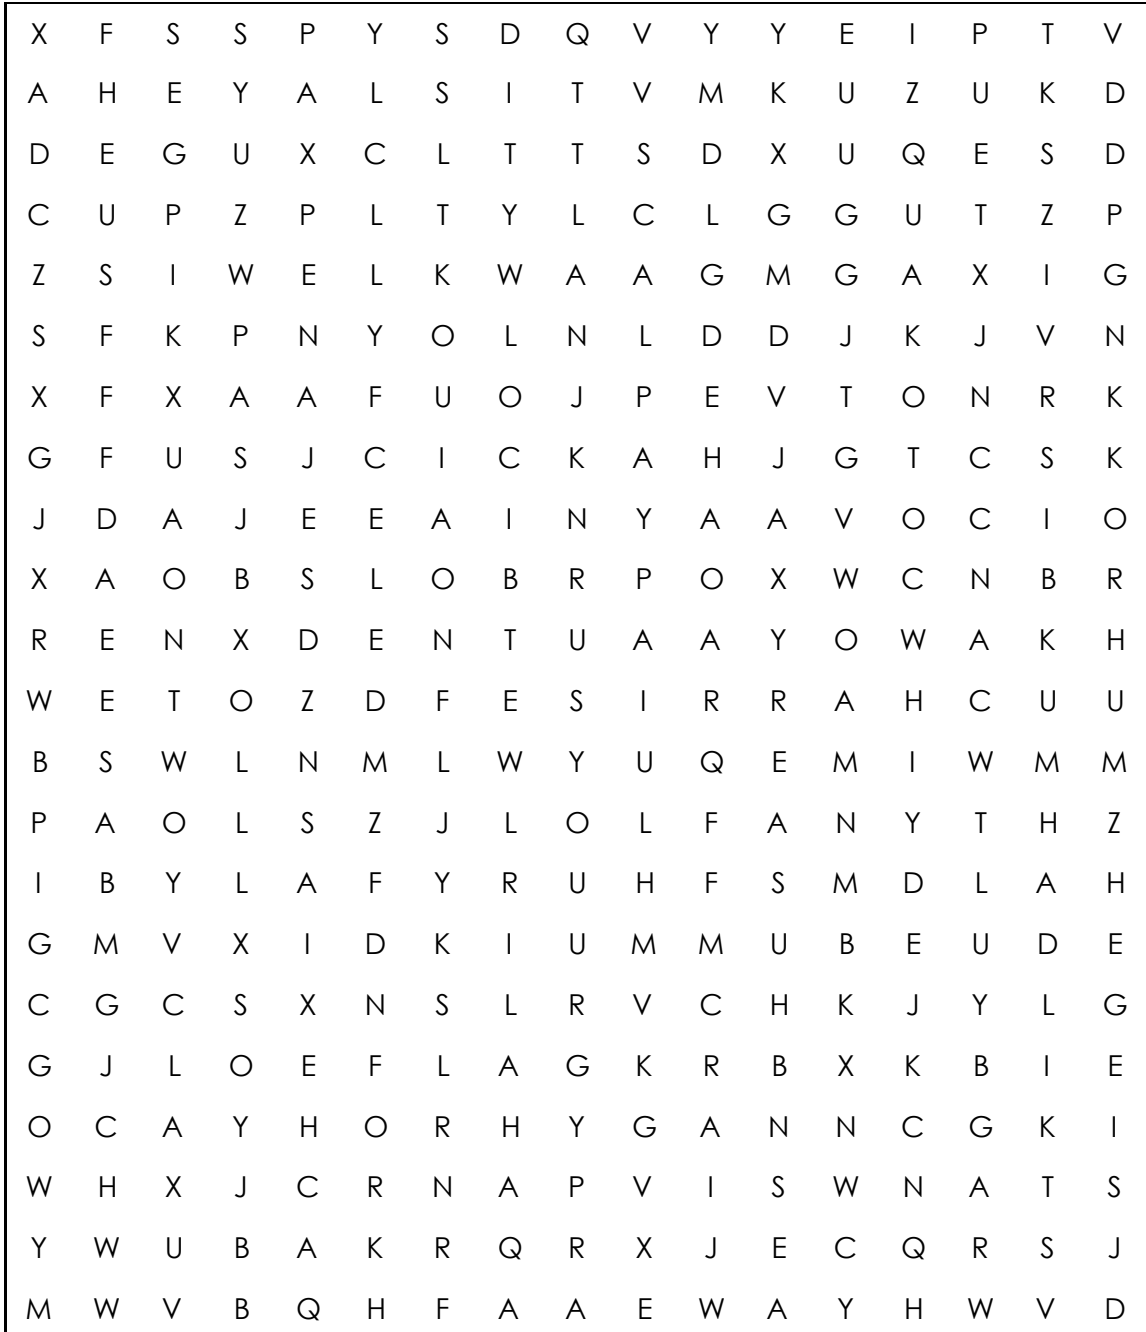 X F S S P Y S D Q V Y Y E I P T V
A H E Y A L S I T V M K U Z U K D
D E G U X C L T T S D X U Q E S D
C U P Z P L T Y L C L G G U T Z P
Z S I W E L K W A A G M G A X I G
S F K P N Y O L N L D D J K J V N
X F X A A F U O J P E V T O N R K
G F U S J C I C K A H J G T C S K
J D A J E E A I N Y A A V O C I O
X A O B S L O B R P O X W C N B R
R E N X D E N T U A A Y O W A K H
W E T O Z D F E S I R R A H C U U
B S W L N M L W Y U Q E M I W M M
P A O L S Z J L O L F A N Y T H Z
I B Y L A F Y R U H F S M D L A H
G M V X I D K I U M M U B E U D E
C G C S X N S L R V C H K J Y L G
G J L O E F L A G K R B X K B I E
O C A Y H O R H Y G A N N C G K I
W H X J C R N A P V I S W N A T S
Y W U B A K R Q R X J E C Q R S J
M W V B Q H F A A E W A Y H W V D